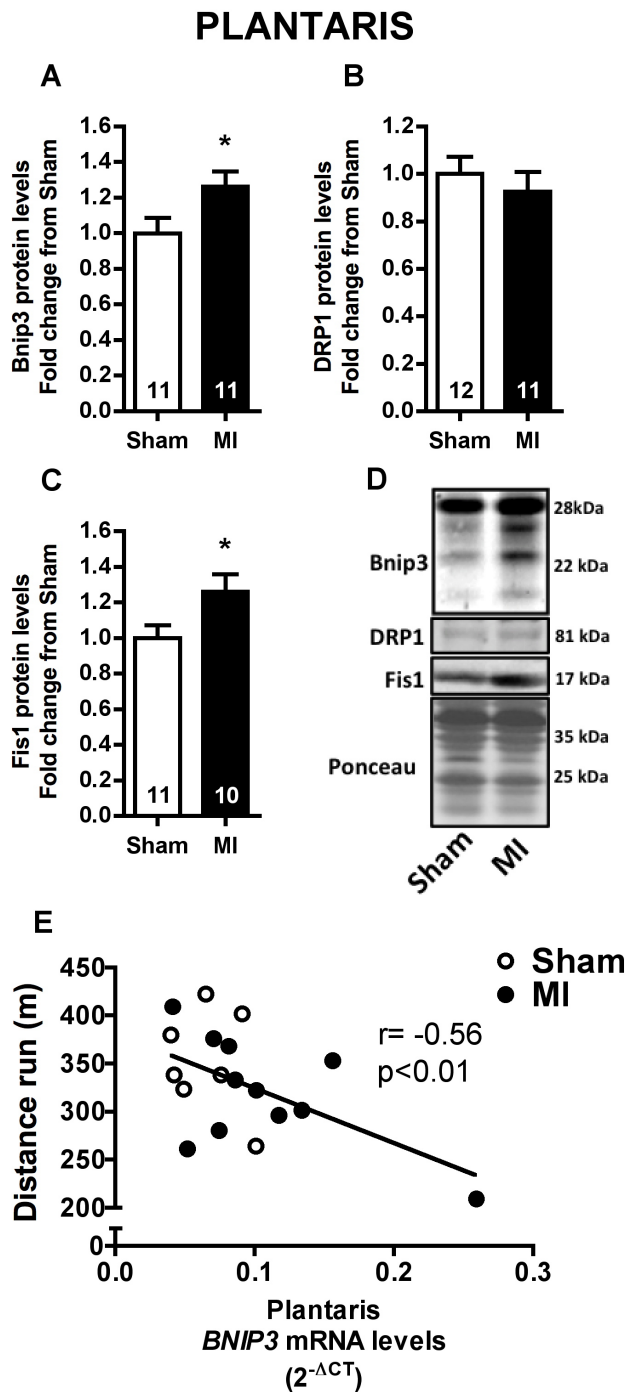 PLANTARIS
A
Bnip3 protein levels
Fold change from Sham
1.6
1.4
1.2
1.0
0.8
0.6
0.4
0.2
0.0
*
11
11
Sham MI
B
DRP1 protein levels
Fold change from Sham
1.2
1.0
0.8
0.6
0.4
0.2
0.0
12
11
Sham MI
C
Fis1 protein levels
Fold change from Sham
1.6
1.4
1.2
1.0
0.8
0.6
0.4
0.2
0.0
*
11
10
Sham MI
D
Bnip3
28kDa
22 kDa
DRP1
81 kDa
Fis1
17 kDa
Ponceau
35 kDa
25 kDa
Sham
MI
E
Distance run (m)
450
400
350
300
250
200
0
Sham
MI
r= -0.56
p<0.01
0.0 0.1 0.2 0.3
Plantaris
BNIP3 mRNA levels
(2^-ΔCT)